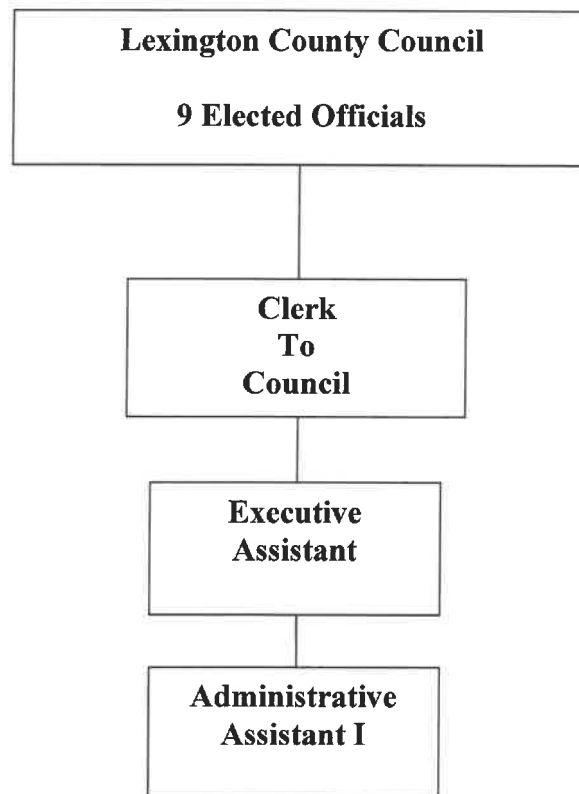 Lexington County Council
9 Elected Officials
Clerk
To
Council
Executive
Assistant
Administrative
Assistant I